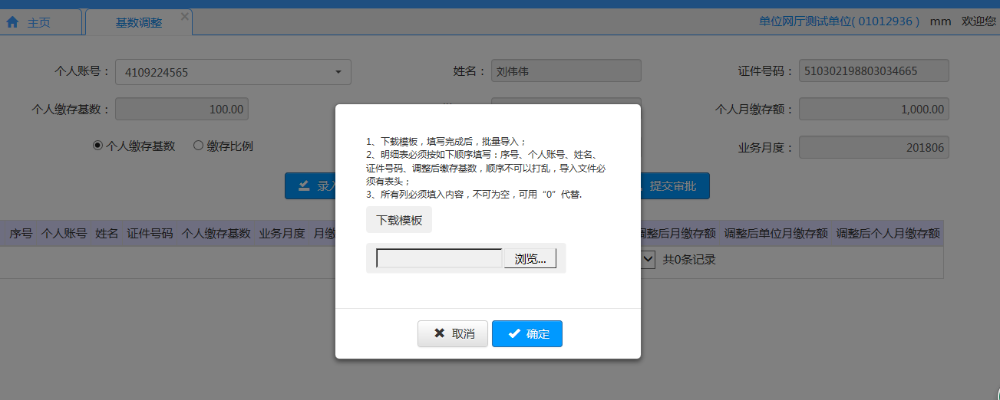 主页 基数调整 单位网厅测试单位( 01012936 ) mm 欢迎您
个人账号： 4109224565 姓名： 刘伟伟 证件号码： 510302198803034665
个人缴存基数： 100.00 个人月缴存额： 1,000.00
个人缴存基数 缴存比例 业务月度： 201806
录入 提交审批
1、下载模板，填写完成后，批量导入；
2、明细表必须按如下顺序填写：序号、个人账号、姓名、
证件号码、调整后缴存基数，顺序不可以打乱，导入文件必
须有表头；
3、所有列必须填入内容，不可为空，可用“0”代替.
下载模板
浏览...
序号 个人账号 姓名 证件号码 个人缴存基数 业务月度 月缴 调整后月缴存额 调整后单位月缴存额 调整后个人月缴存额
共0条记录
取消 确定